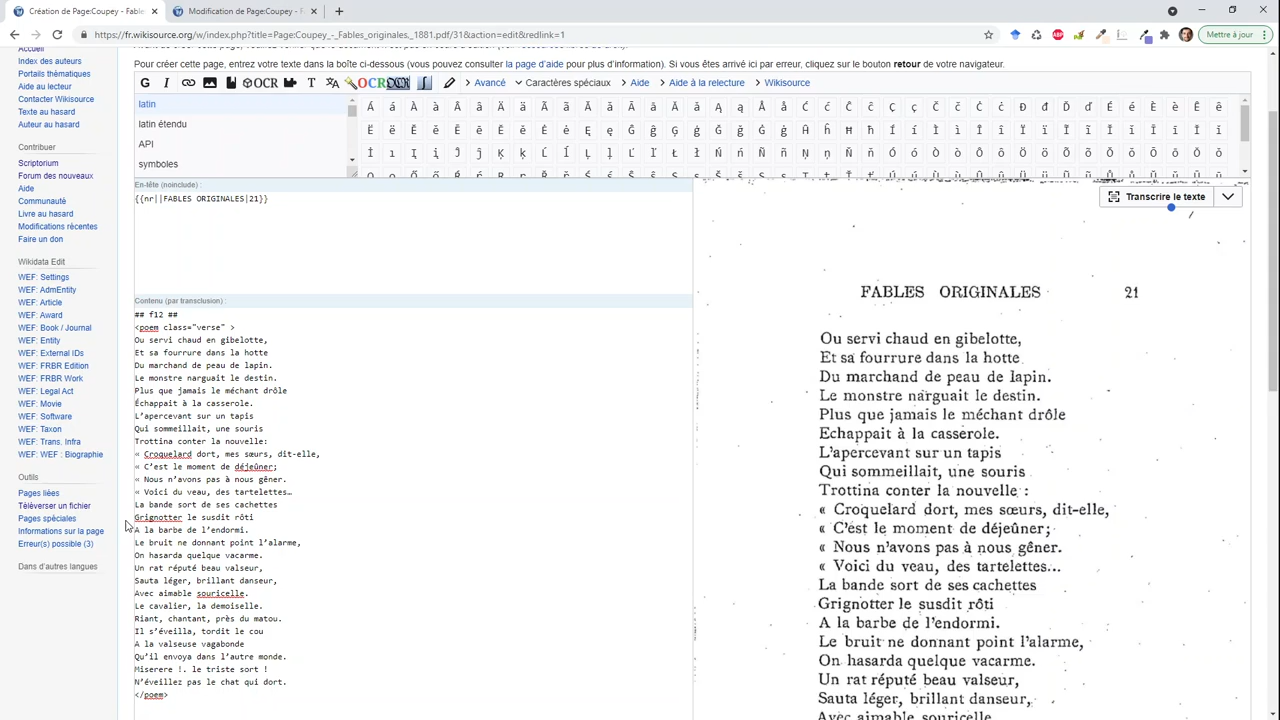 Création de Page:Coupey - Fable
Modification de Page:Coupey - F
https://fr.wikisource.org/w/index.php?title=Page:Coupey_-_Fables_originales,_1881.pdf/31&action=edit&redlink=1
Mettre à jour
Accueil
Index des auteurs
Portails thématiques
Aide au lecteur
Contacter Wikisource
Texte au hasard
Auteur au hasard
Contribuer
Scriptorium
Forum des nouveaux
Aide
Communauté
Livre au hasard
Modifications récentes
Faire un don
Wikidata Edit
WEF: Settings
WEF: AdmEntity
WEF: Article
WEF: Award
WEF: Book / Journal
WEF: Entity
WEF: External IDs
WEF: FRBR Edition
WEF: FRBR Work
WEF: Legal Act
WEF: Movie
WEF: Software
WEF: Taxon
WEF: Trans. Infra
WEF: WEF : Biographie
Outils
Pages liées
Téléverser un fichier
Pages spéciales
Informations sur la page
Erreur(s) possible (3)
Dans d'autres langues
Pour créer cette page, entrez votre texte dans la boîte ci-dessous (vous pouvez consulter la page d'aide pour plus d'information). Si vous êtes arrivé ici par erreur, cliquez sur le bouton retour de votre navigateur.
G I OCR T OCR Avancé Caractères spéciaux Aide Aide à la relecture Wikisource
latin
latin étendu
API
symboles
En-tête (noinclude) :
{{nr||FABLES ORIGINALES|21}}
Contenu (par transclusion) :
## f12 ##
<poem class="verse" >
Ou servi chaud en gibelotte,
Et sa fourrure dans la hotte
Du marchand de peau de lapin.
Le monstre narguait le destin.
Plus que jamais le méchant drôle
Échappait à la casserole.
L’apercevant sur un tapis
Qui sommeillait, une souris
Trottina conter la nouvelle:
« Croquelard dort, mes sœurs, dit-elle,
« C’est le moment de déjeûner;
« Nous n’avons pas à nous gêner.
« Voici du veau, des tartelettes…
La bande sort de ses cachettes
Grignotter le susdit rôti
A la barbe de l’endormi.
Le bruit ne donnant point l’alarme,
On hasarda quelque vacarme.
Un rat réputé beau valseur,
Sauta léger, brillant danseur,
Avec aimable souricelle.
Le cavalier, la demoiselle.
Riant, chantant, près du matou.
Il s’éveilla, tordit le cou
A la valseuse vagabonde
Qu’il envoya dans l’autre monde.
Miserere !. le triste sort !
N’éveillez pas le chat qui dort.
</poem>
Transcrire le texte
FABLES ORIGINALES 21
Ou servi chaud en gibelotte,
Et sa fourrure dans la hotte
Du marchand de peau de lapin.
Le monstre narguait le destin.
Plus que jamais le méchant drôle
Echappait à la casserole.
L'apercevant sur un tapis
Qui sommeillait, une souris
Trottina conter la nouvelle :
« Croquelard dort, mes sœurs, dit-elle,
« C'est le moment de déjeûner;
« Nous n'avons pas à nous gêner.
« Voici du veau, des tartelettes...
La bande sort de ses cachettes
Grignotter le susdit rôti
A la barbe de l'endormi.
Le bruit ne donnant point l'alarme,
On hasarda quelque vacarme.
Un rat réputé beau valseur,
Sauta léger, brillant danseur,
Avec aimable souricelle